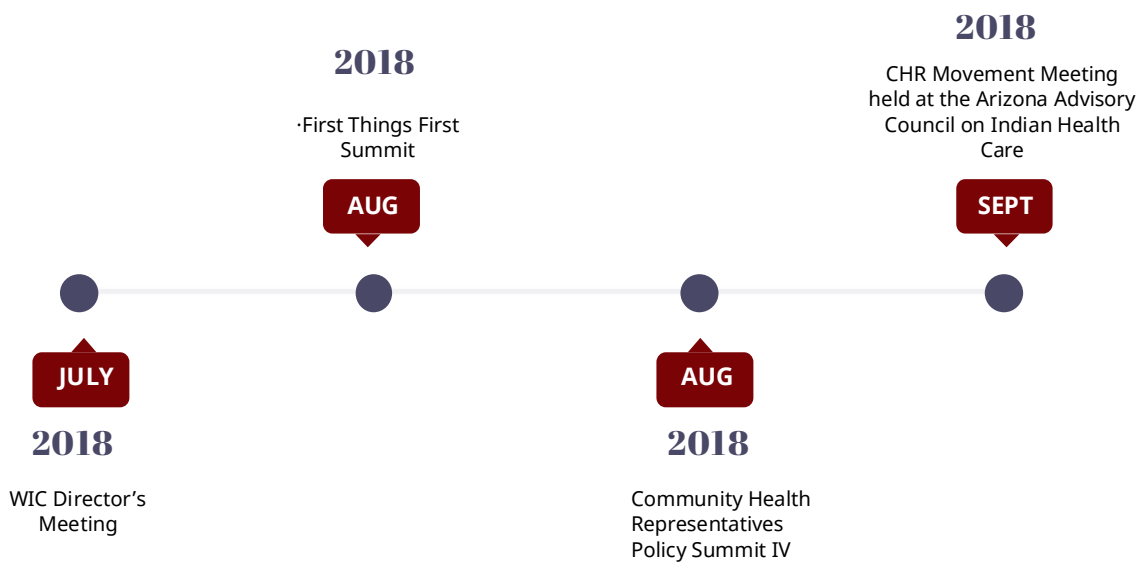 JULY
2018
WIC Director’s
Meeting
2018
·First Things First
Summit
AUG
AUG
2018
Community Health
Representatives
Policy Summit IV
2018
CHR Movement Meeting
held at the Arizona Advisory
Council on Indian Health
Care
SEPT